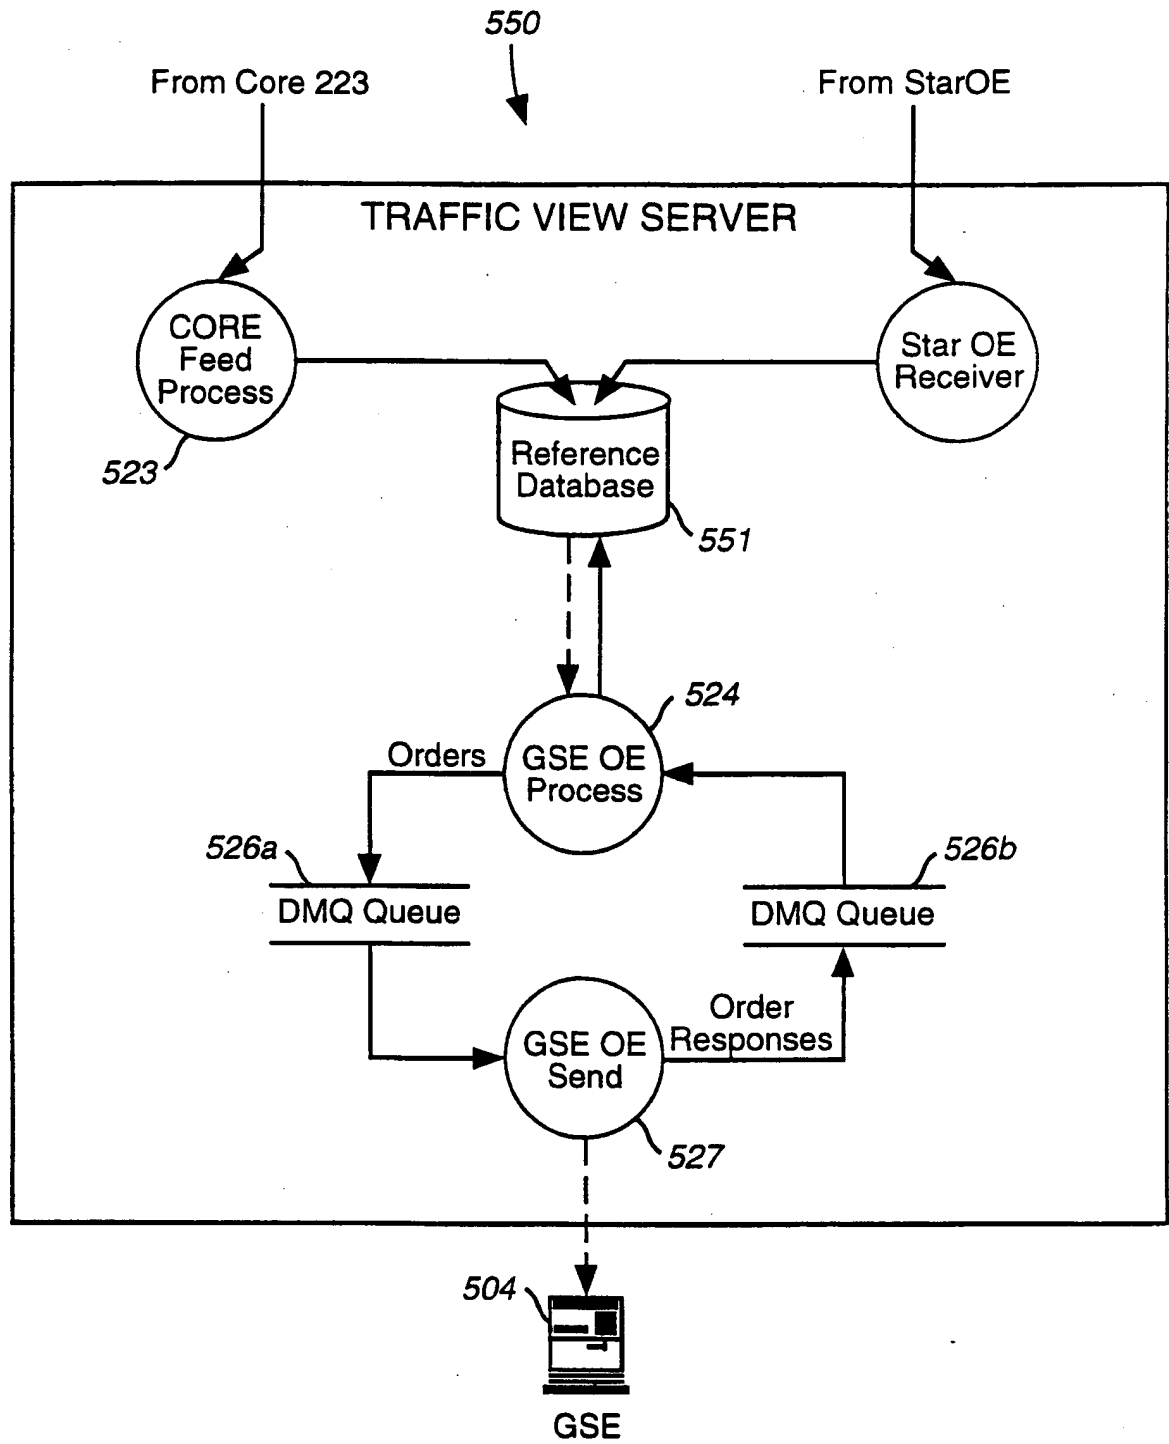 550
From Core 223
From StarOE
TRAFFIC VIEW SERVER
CORE
Feed
Process
523
Star OE
Receiver
Reference
Database
551
524
GSE OE
Process
Orders
526a
DMQ Queue
526b
DMQ Queue
GSE OE
Send
Order
Responses
527
504
GSE